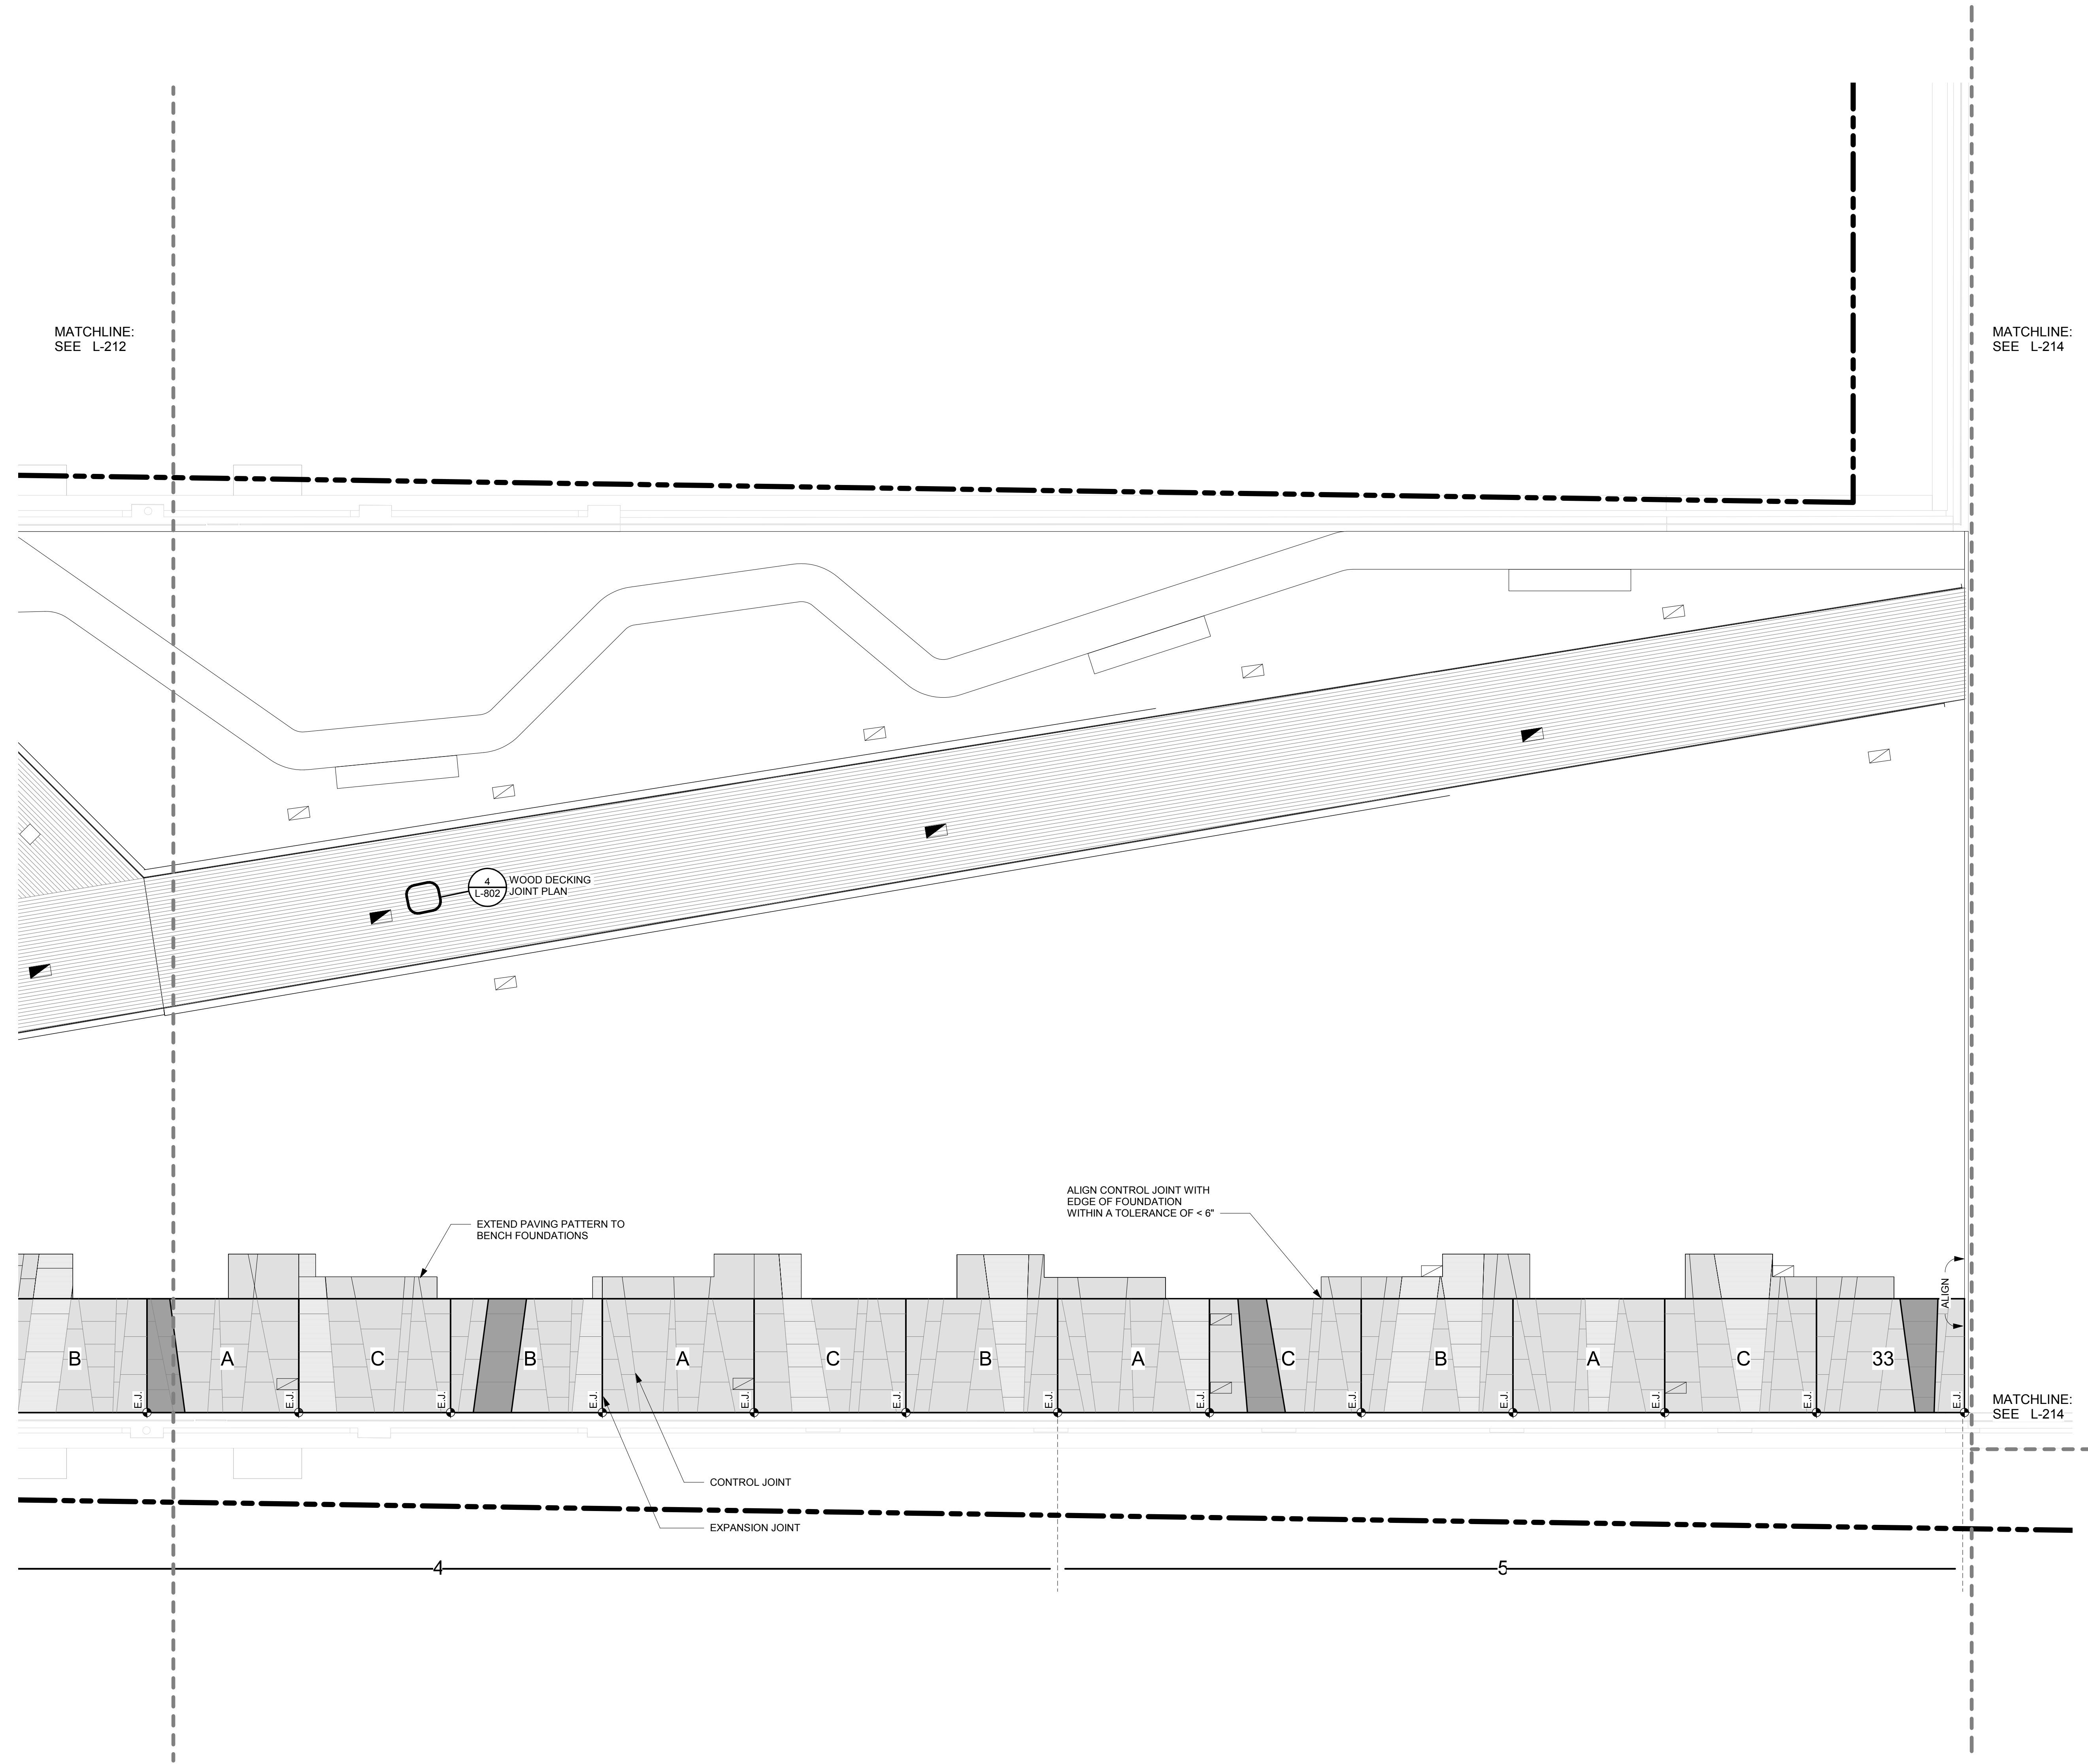 MATCHLINE:
SEE L-212
MATCHLINE:
SEE L-214
4
L-802
WOOD DECKING
JOINT PLAN
ALIGN CONTROL JOINT WITH
EDGE OF FOUNDATION
WITHIN A TOLERANCE OF < 6"
EXTEND PAVING PATTERN TO
BENCH FOUNDATIONS
ALIGN
B
A
C
B
A
C
B
A
C
B
A
C
33
E.J.
E.J.
E.J.
E.J.
E.J.
E.J.
E.J.
E.J.
E.J.
E.J.
E.J.
E.J.
E.J.
MATCHLINE:
SEE L-214
CONTROL JOINT
EXPANSION JOINT
4
5